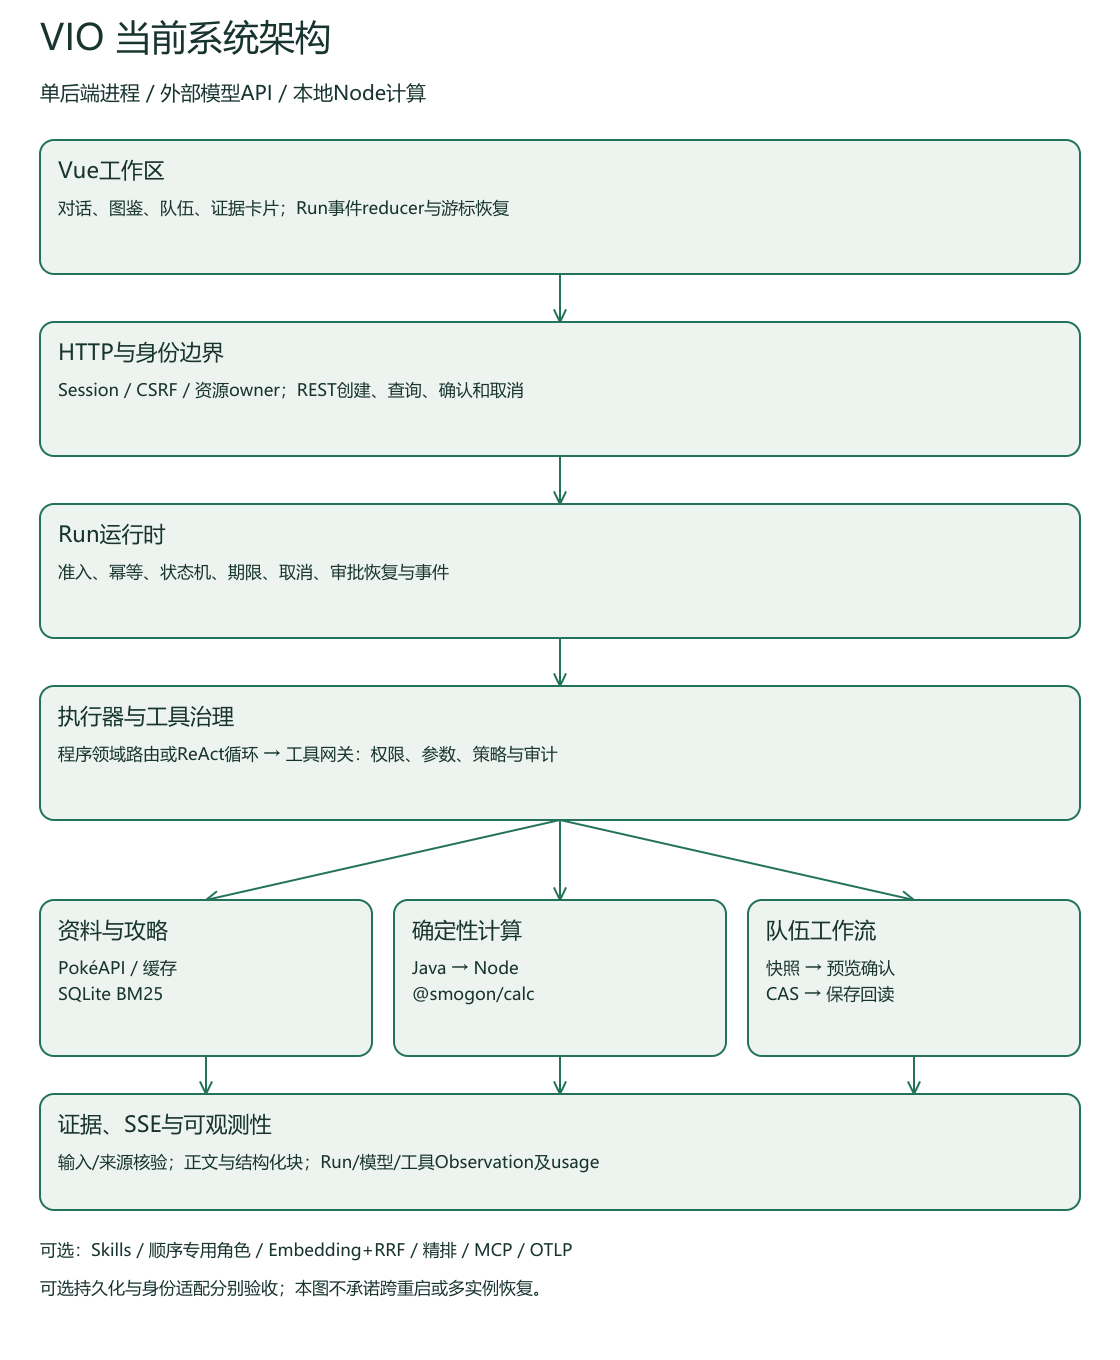 VIO 当前系统架构
单后端进程 / 外部模型API / 本地Node计算
Vue工作区
对话、图鉴、队伍、证据卡片；Run事件reducer与游标恢复
HTTP与身份边界
Session / CSRF / 资源owner；REST创建、查询、确认和取消
Run运行时
准入、幂等、状态机、期限、取消、审批恢复与事件
执行器与工具治理
程序领域路由或ReAct循环 → 工具网关：权限、参数、策略与审计
资料与攻略
PokéAPI / 缓存
SQLite BM25
确定性计算
Java → Node
@smogon/calc
队伍工作流
快照 → 预览确认
CAS → 保存回读
证据、SSE与可观测性
输入/来源核验；正文与结构化块；Run/模型/工具Observation及usage
可选：Skills / 顺序专用角色 / Embedding+RRF / 精排 / MCP / OTLP
可选持久化与身份适配分别验收；本图不承诺跨重启或多实例恢复。